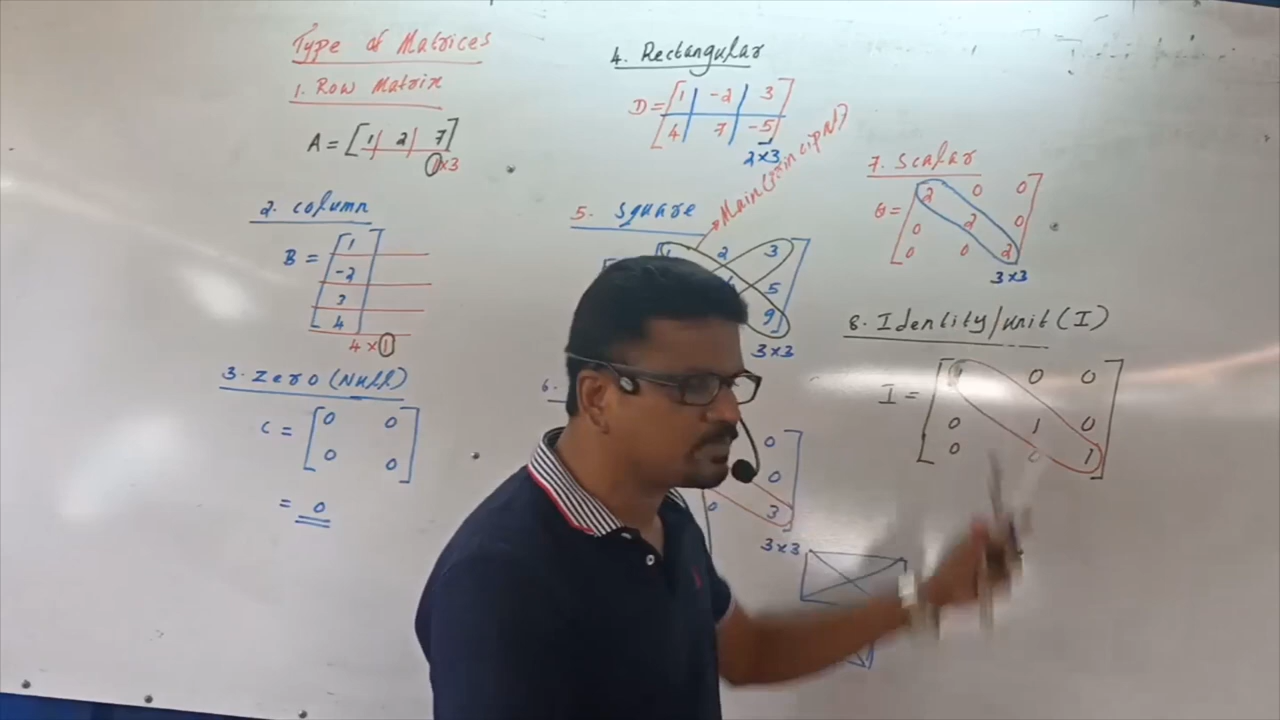 Type of Matrices
1. Row Matrix
A = [1 2 7]
1×3
2. column
B = [1
-2
3
4]
4×1
3. Zero (Null)
C = [0 0
0 0]
= 0
4. Rectangular
D = [1 -2 3
4 7 -5]
2×3
Main (principal)
5. Square
2 3
5
9]
3×3
6.
0
0
0 3
3×3
7. Scalar
G = [2 0 0
0 2 0
0 0 2]
3×3
8. Identity/unit (I)
I = [1 0 0
0 1 0
0 0 1]